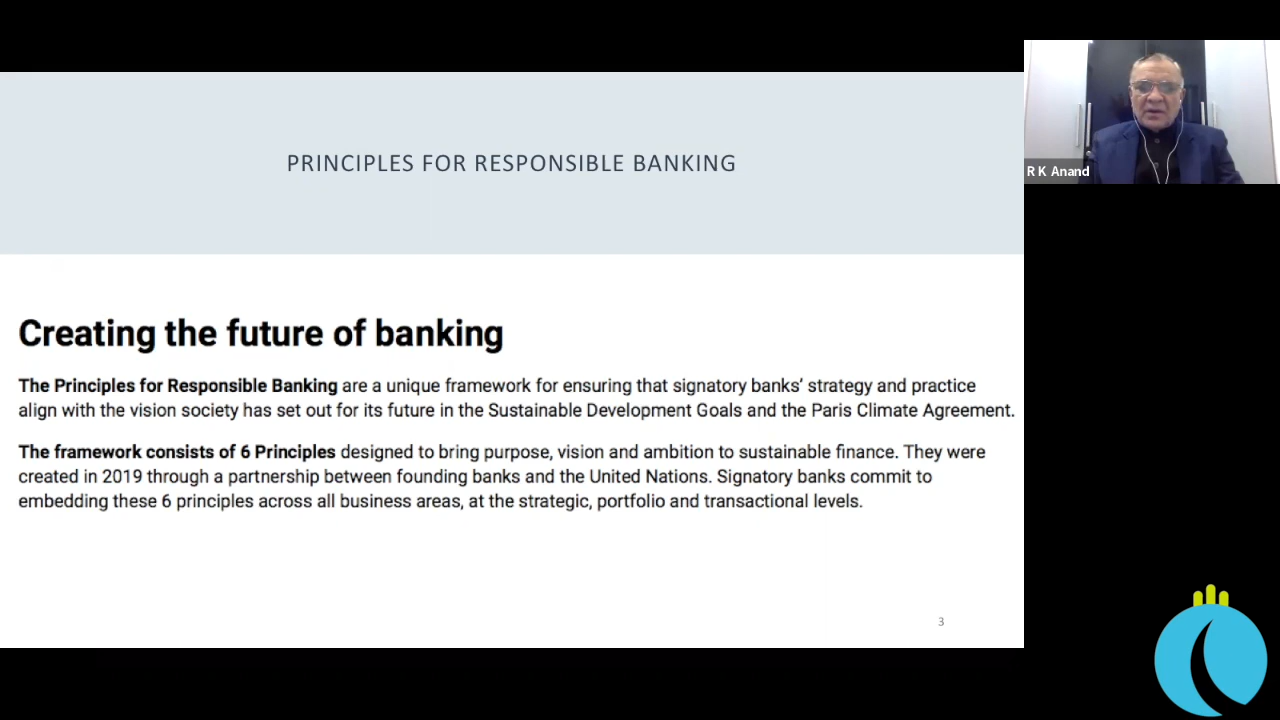 PRINCIPLES FOR RESPONSIBLE BANKING
R K Anand
Creating the future of banking
The Principles for Responsible Banking are a unique framework for ensuring that signatory banks’ strategy and practice
align with the vision society has set out for its future in the Sustainable Development Goals and the Paris Climate Agreement.
The framework consists of 6 Principles designed to bring purpose, vision and ambition to sustainable finance. They were
created in 2019 through a partnership between founding banks and the United Nations. Signatory banks commit to
embedding these 6 principles across all business areas, at the strategic, portfolio and transactional levels.
3